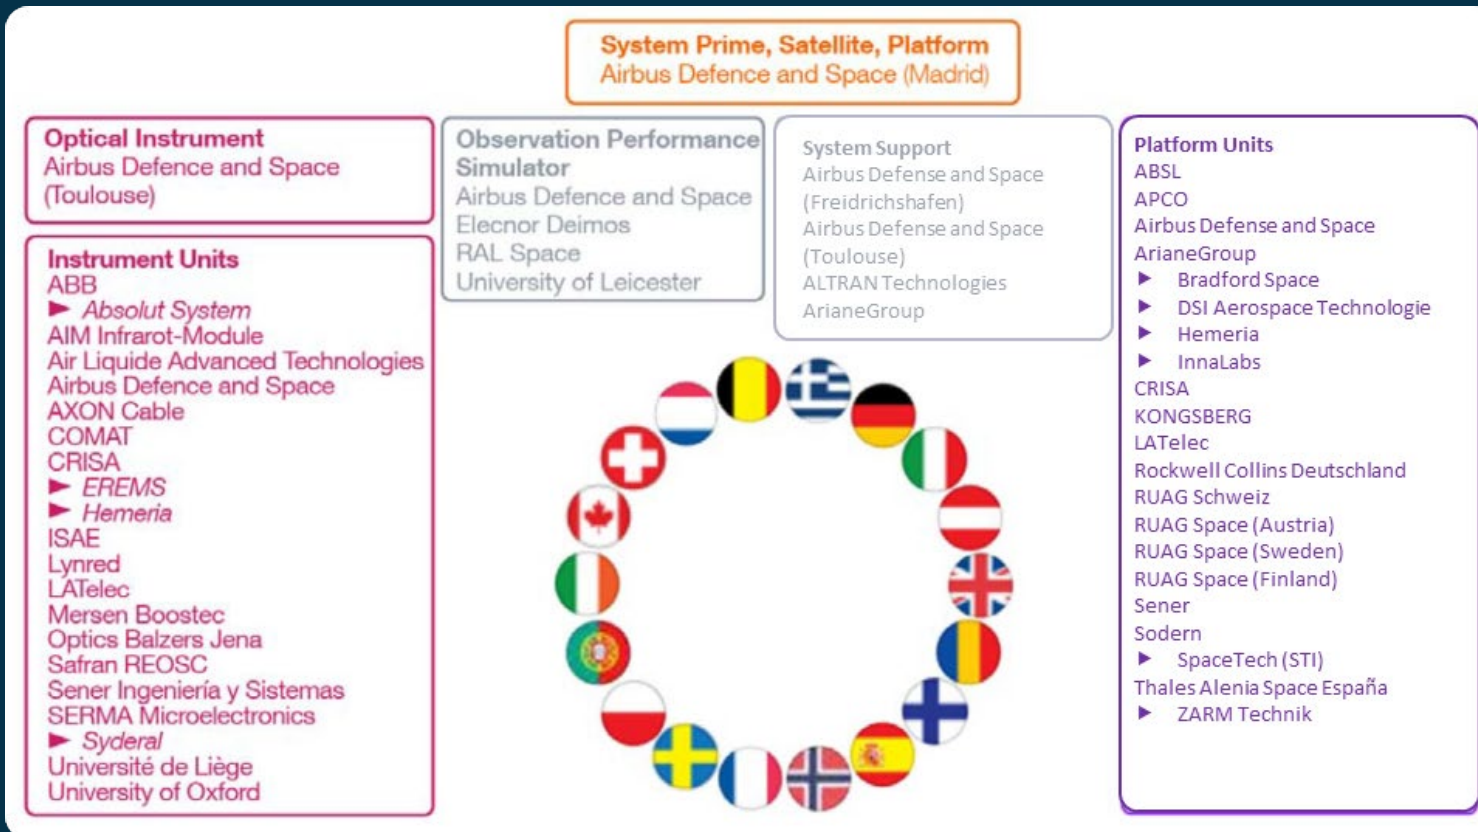 System Prime, Satellite, Platform
Airbus Defence and Space (Madrid)
Optical Instrument
Airbus Defence and Space
(Toulouse)
Instrument Units
ABB
► Absolut System
AIM Infrarot-Module
Air Liquide Advanced Technologies
Airbus Defence and Space
AXON Cable
COMAT
CRISA
► EREMS
► Hemeria
ISAE
Lynred
LATelec
Mersen Boostec
Optics Balzers Jena
Safran REOSC
Sener Ingeniería y Sistemas
SERMA Microelectronics
► Syderal
Université de Liège
University of Oxford
Observation Performance
Simulator
Airbus Defence and Space
Elecnor Deimos
RAL Space
University of Leicester
System Support
Airbus Defense and Space
(Freidrichshafen)
Airbus Defense and Space
(Toulouse)
ALTRAN Technologies
ArianeGroup
Platform Units
ABSL
APCO
Airbus Defense and Space
ArianeGroup
► Bradford Space
► DSI Aerospace Technologie
► Hemeria
► InnaLabs
CRISA
KONGSBERG
LATelec
Rockwell Collins Deutschland
RUAG Schweiz
RUAG Space (Austria)
RUAG Space (Sweden)
RUAG Space (Finland)
Sener
Sodern
► SpaceTech (STI)
Thales Alenia Space España
► ZARM Technik